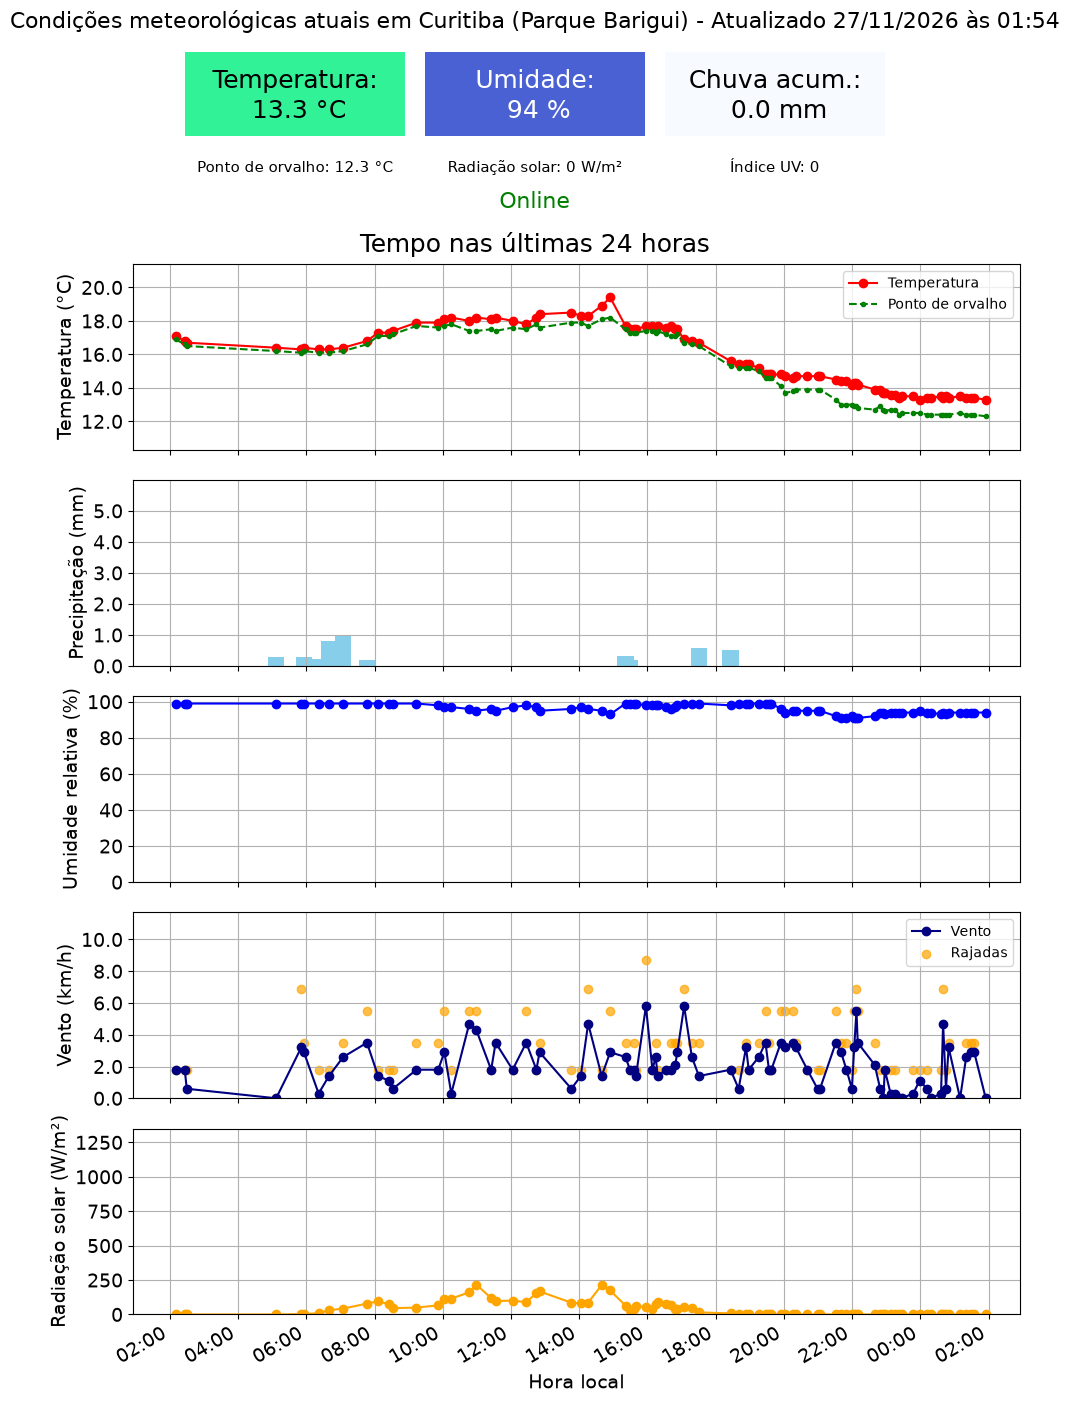 Condições meteorológicas atuais em Curitiba (Parque Barigui) - Atualizado 27/11/2026 às 01:54
Temperatura:
13.3 °C
Umidade:
94 %
Chuva acum.:
0.0 mm
Ponto de orvalho: 12.3 °C
Radiação solar: 0 W/m²
Índice UV: 0
Online
Tempo nas últimas 24 horas
Temperatura (°C)
20.0
18.0
16.0
14.0
12.0
Temperatura
Ponto de orvalho
Precipitação (mm)
5.0
4.0
3.0
2.0
1.0
0.0
Umidade relativa (%)
100
80
60
40
20
0
Vento (km/h)
10.0
8.0
6.0
4.0
2.0
0.0
Vento
Rajadas
Radiação solar (W/m²)
1250
1000
750
500
250
0
02:00
04:00
06:00
08:00
10:00
12:00
14:00
16:00
18:00
20:00
22:00
00:00
02:00
Hora local